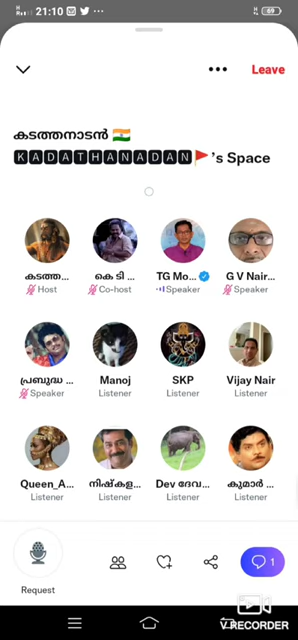 21:10
69
Leave
കടത്തനാടൻ
KADATHANADAN 's Space
കടത്ത...
കെ ടി ...
TG Mo...
G V Nair...
Host
Co-host
Speaker
Speaker
പ്രബുദ്ധ ...
Manoj
SKP
Vijay Nair
Speaker
Listener
Listener
Listener
Queen_A...
നിഷ്കള...
Dev ദേവ...
കുമാർ ...
Listener
Listener
Listener
Listener
1
Request
V.RECORDER